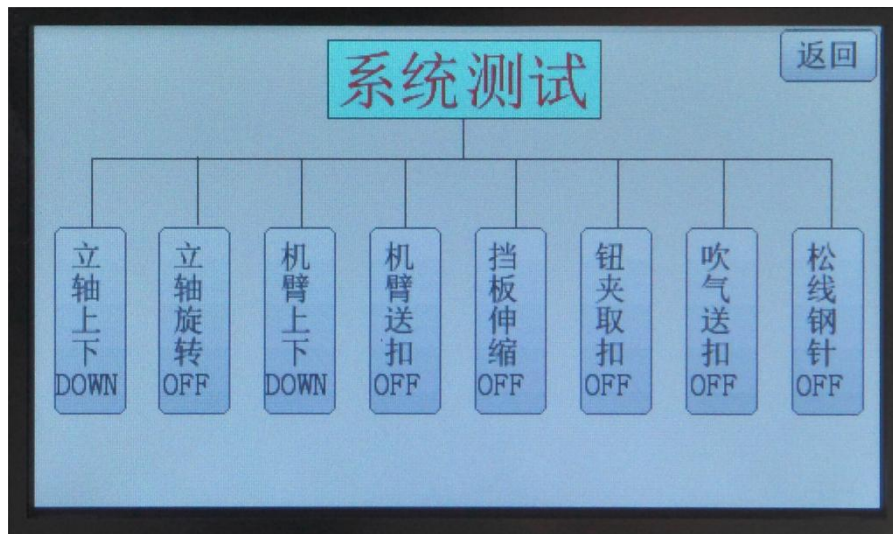 系统测试
返回
立轴上下
DOWN
立轴旋转
OFF
机臂上下
DOWN
机臂送扣
OFF
挡板伸缩
OFF
钮夹取扣
OFF
吹气送扣
OFF
松线钢针
OFF